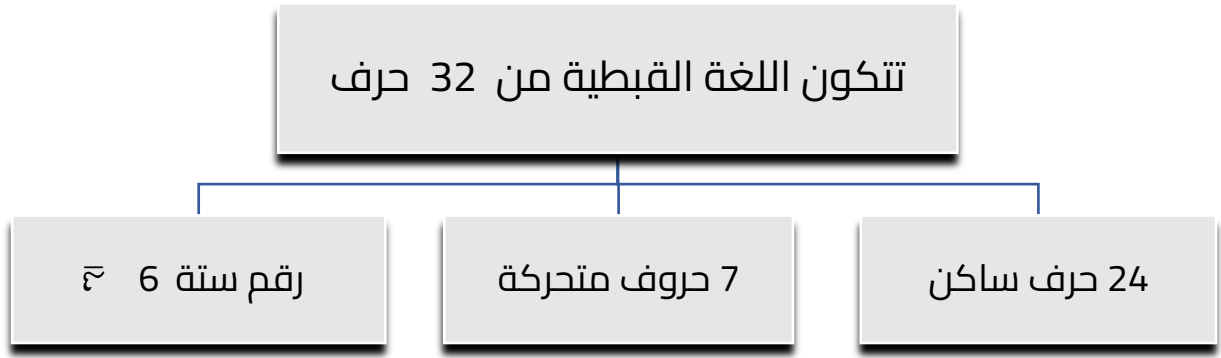 تتكون اللغة القبطية من 32 حرف
24 حرف ساكن
7 حروف متحركة
رقم ستة 6 ⲋ̅